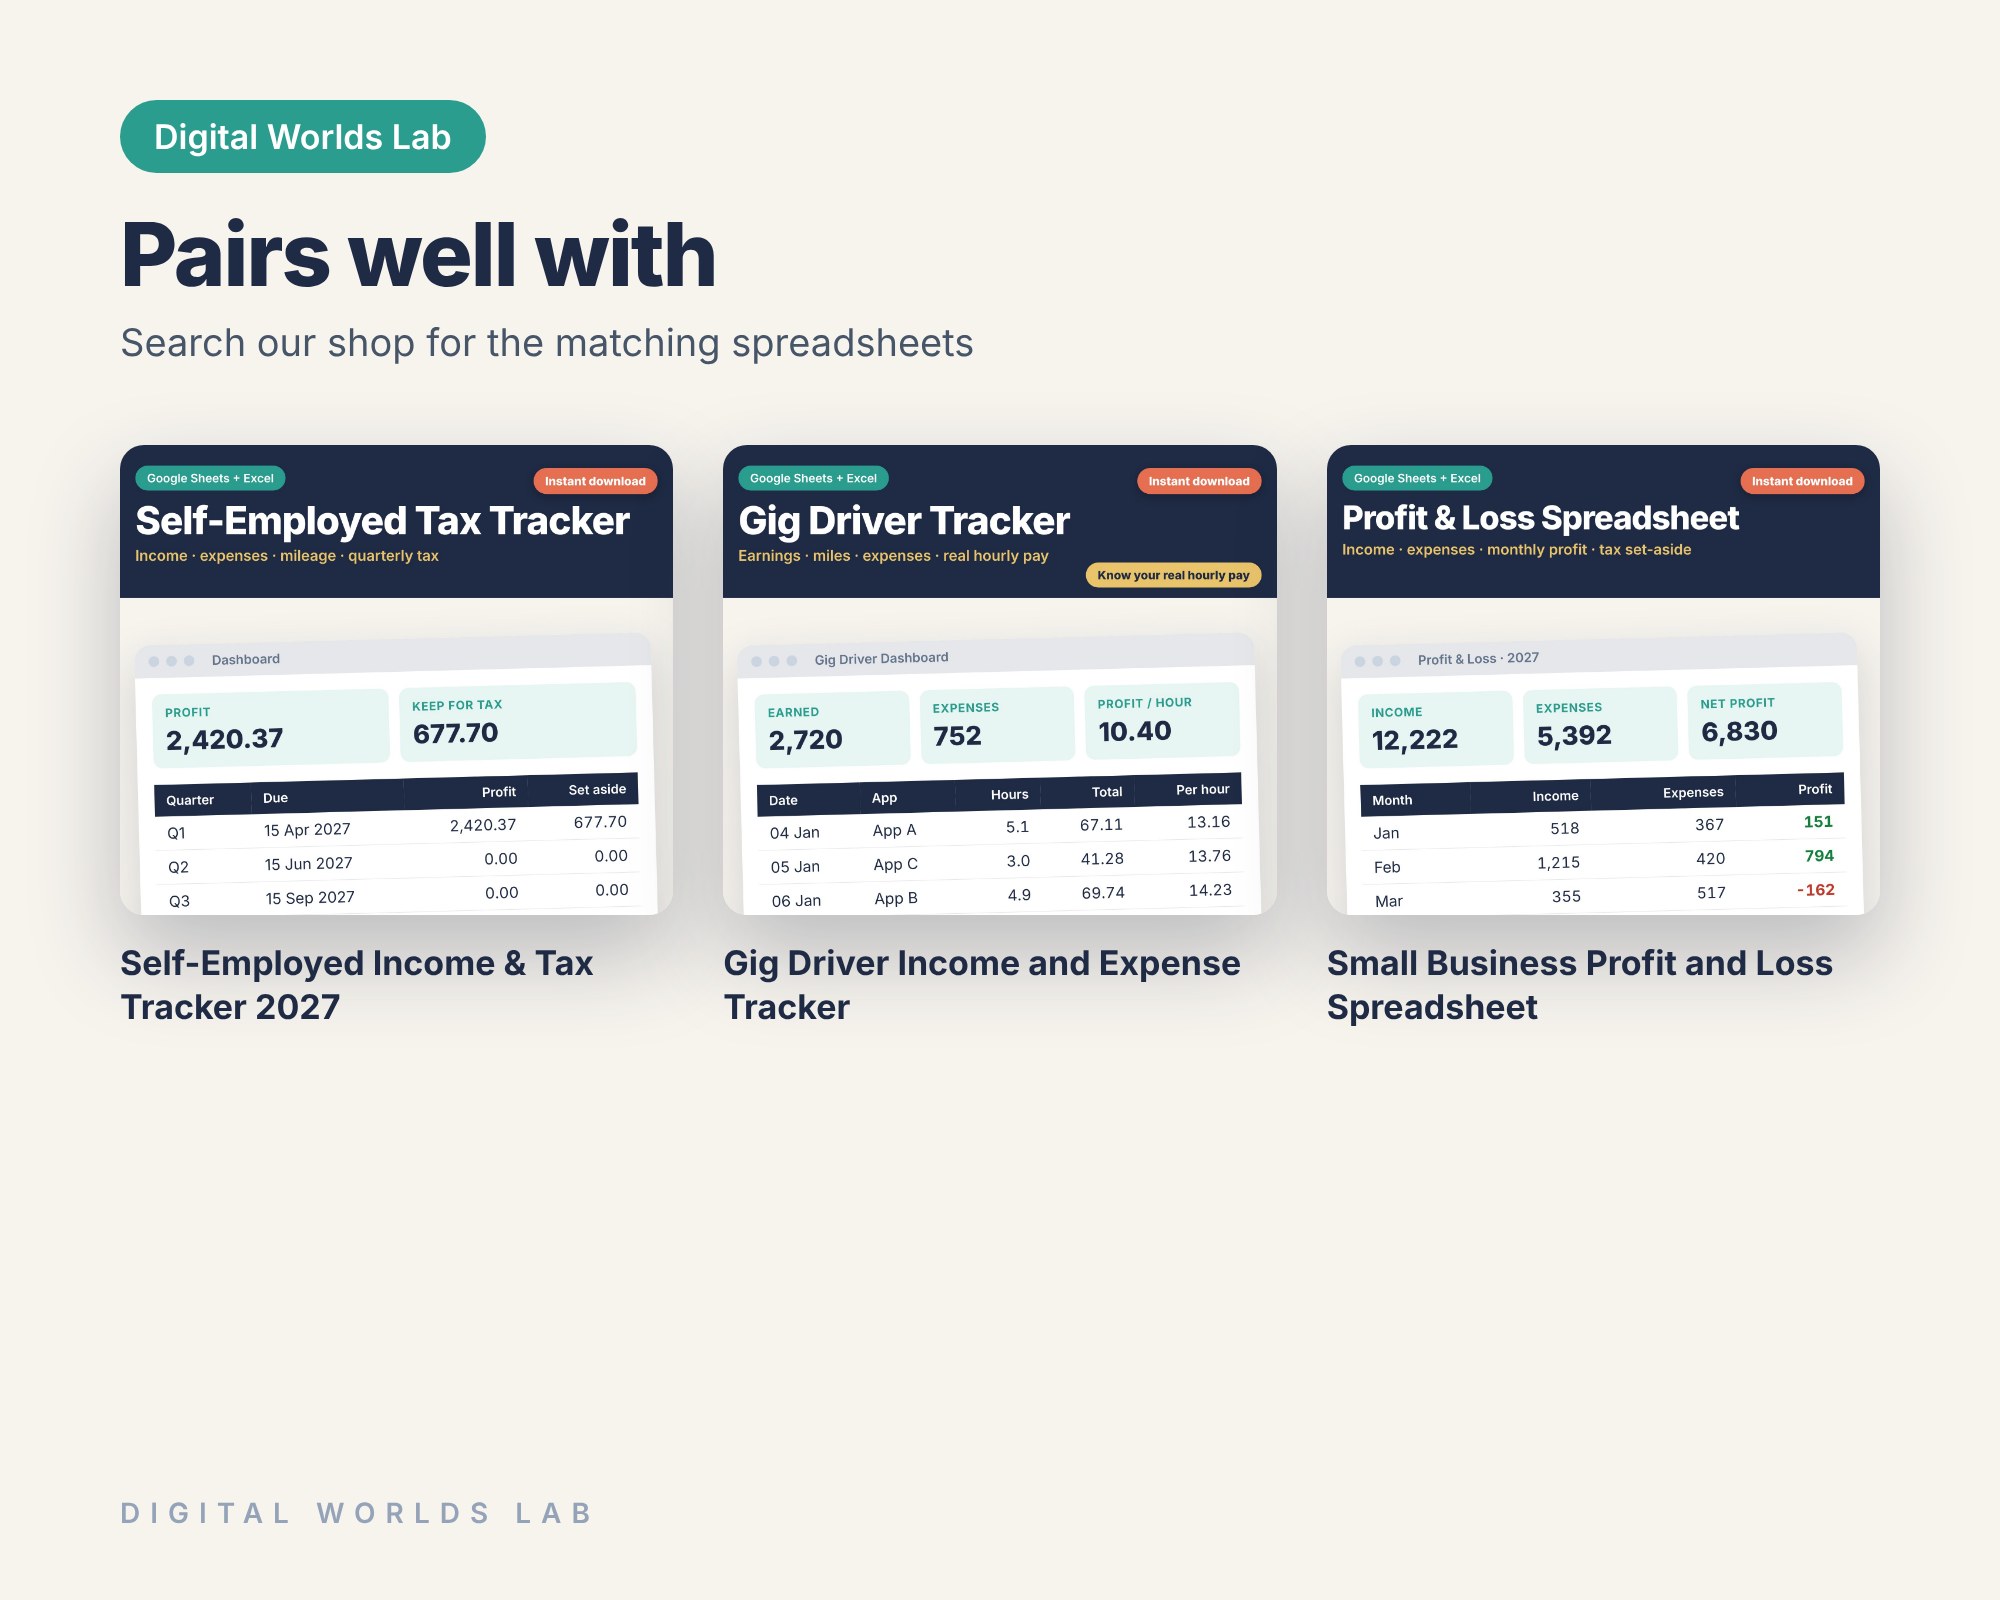 Digital Worlds Lab
Pairs well with
Search our shop for the matching spreadsheets
Google Sheets + Excel
Instant download
Self-Employed Tax Tracker
Income · expenses · mileage · quarterly tax
Dashboard
PROFIT
2,420.37
KEEP FOR TAX
677.70
Quarter Due Profit Set aside
Q1 15 Apr 2027 2,420.37 677.70
Q2 15 Jun 2027 0.00 0.00
Q3 15 Sep 2027 0.00 0.00
Self-Employed Income & Tax
Tracker 2027
Google Sheets + Excel
Instant download
Gig Driver Tracker
Earnings · miles · expenses · real hourly pay
Know your real hourly pay
Gig Driver Dashboard
EARNED
2,720
EXPENSES
752
PROFIT / HOUR
10.40
Date App Hours Total Per hour
04 Jan App A 5.1 67.11 13.16
05 Jan App C 3.0 41.28 13.76
06 Jan App B 4.9 69.74 14.23
Gig Driver Income and Expense
Tracker
Google Sheets + Excel
Instant download
Profit & Loss Spreadsheet
Income · expenses · monthly profit · tax set-aside
Profit & Loss · 2027
INCOME
12,222
EXPENSES
5,392
NET PROFIT
6,830
Month Income Expenses Profit
Jan 518 367 151
Feb 1,215 420 794
Mar 355 517 -162
Small Business Profit and Loss
Spreadsheet
DIGITAL WORLDS LAB